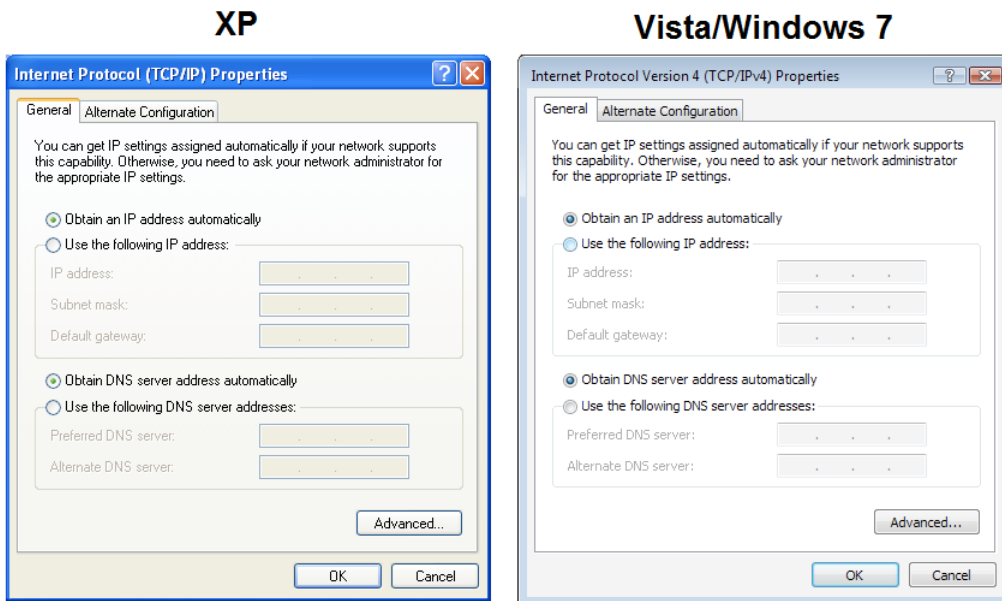 XP
Internet Protocol (TCP/IP) Properties
General
Alternate Configuration
You can get IP settings assigned automatically if your network supports
this capability. Otherwise, you need to ask your network administrator for
the appropriate IP settings.
Obtain an IP address automatically
Use the following IP address:
IP address:
Subnet mask:
Default gateway:
Obtain DNS server address automatically
Use the following DNS server addresses:
Preferred DNS server:
Alternate DNS server:
Advanced...
OK
Cancel
Vista/Windows 7
Internet Protocol Version 4 (TCP/IPv4) Properties
General
Alternate Configuration
You can get IP settings assigned automatically if your network supports
this capability. Otherwise, you need to ask your network administrator
for the appropriate IP settings.
Obtain an IP address automatically
Use the following IP address:
IP address:
Subnet mask:
Default gateway:
Obtain DNS server address automatically
Use the following DNS server addresses:
Preferred DNS server:
Alternate DNS server:
Advanced...
OK
Cancel